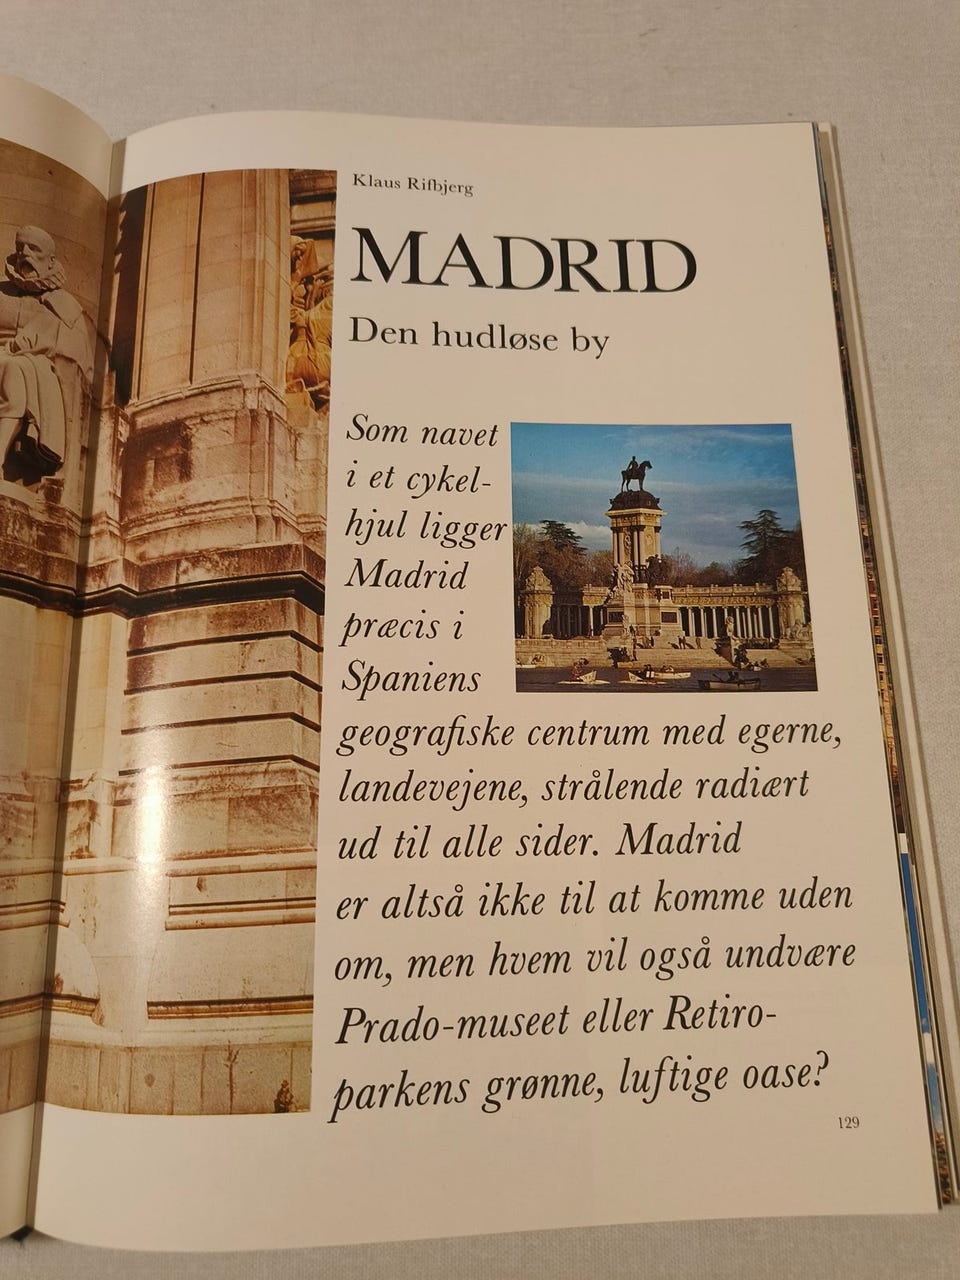 Klaus Rifbjerg
MADRID
Den hudløse by
Som navet
i et cykel-
hjul ligger
Madrid
præcis i
Spaniens
geografiske centrum med egerne,
landevejene, strålende radiært
ud til alle sider. Madrid
er altså ikke til at komme uden
om, men hvem vil også undvære
Prado-museet eller Retiro-
parkens grønne, luftige oase?
129